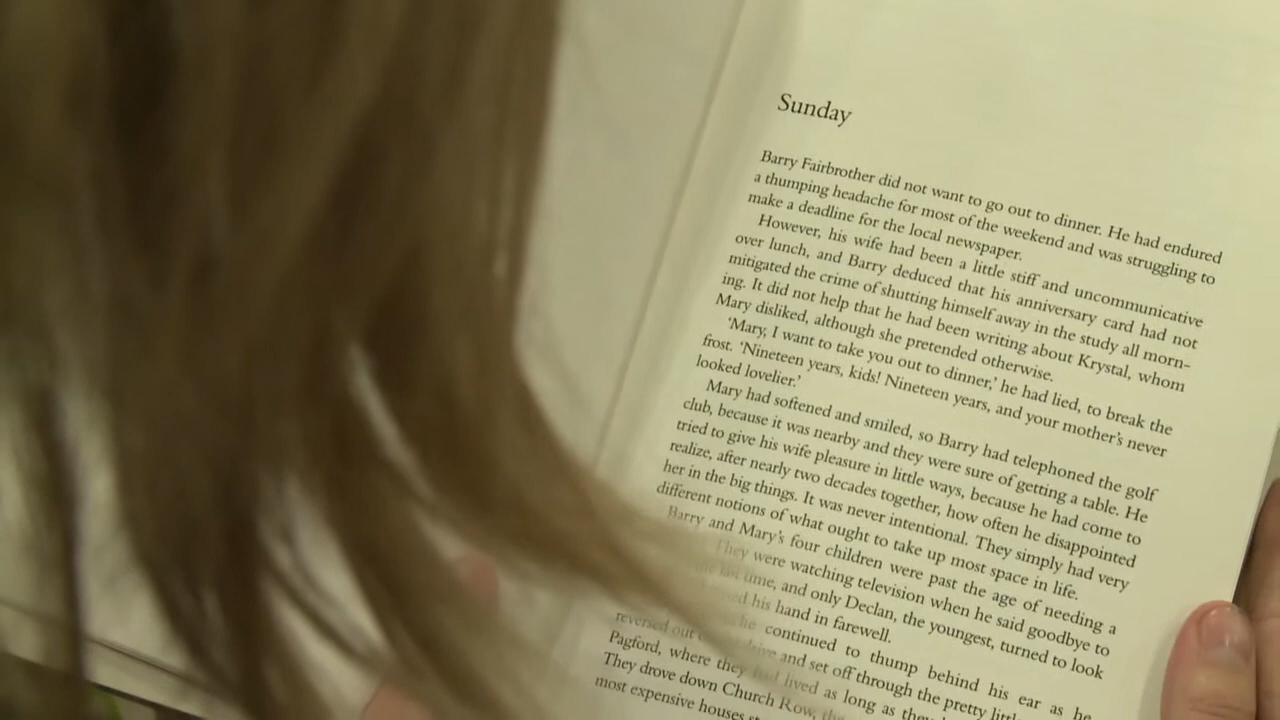 Sunday
Barry Fairbrother did not want to go out to dinner. He had endured
a thumping headache for most of the weekend and was struggling to
make a deadline for the local newspaper.
However, his wife had been a little stiff and uncommunicative
over lunch, and Barry deduced that his anniversary card had not
mitigated the crime of shutting himself away in the study all morn-
ing. It did not help that he had been writing about Krystal, whom
Mary disliked, although she pretended otherwise.
‘Mary, I want to take you out to dinner,’ he had lied, to break the
frost. ‘Nineteen years, kids! Nineteen years, and your mother’s never
looked lovelier.’
Mary had softened and smiled, so Barry had telephoned the golf
club, because it was nearby and they were sure of getting a table. He
tried to give his wife pleasure in little ways, because he had come to
realize, after nearly two decades together, how often he disappointed
her in the big things. It was never intentional. They simply had very
different notions of what ought to take up most space in life.
Barry and Mary’s four children were past the age of needing a
They were watching television when he said goodbye to
the last time, and only Declan, the youngest, turned to look
his hand in farewell.
he continued to thump behind his ear as he
reversed out drive and set off through the pretty
Pagford, where they had lived as long as they
They drove down Church Row, the
most expensive houses